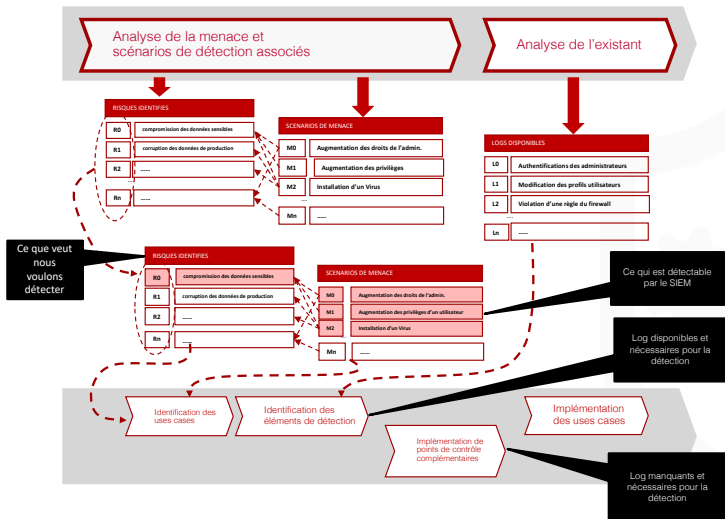 Analyse de la menace et
scénarios de détection associés
Analyse de l'existant
RISQUES IDENTIFIES
R0 compromission des données sensibles
R1 corruption des données de production
R2 ......
....
Rn ......
SCENARIOS DE MENACE
M0 Augmentation des droits de l'admin.
M1 Augmentation des privilèges
M2 Installation d'un Virus
....
Mn ......
LOGS DISPONIBLES
L0 Authentifications des administrateurs
L1 Modification des profils utilisateurs
L2 Violation d'une règle du firewall
....
Ln ......
Ce que veut
nous
voulons
détecter
RISQUES IDENTIFIES
R0 compromission des données sensibles
R1 corruption des données de production
R2 ......
Rn ......
SCENARIOS DE MENACE
M0 Augmentation des droits de l'admin.
M1 Augmentation des privilèges d'un utilisateur
M2 Installation d'un Virus
Mn ......
Ce qui est détectable
par le SIEM
Log disponibles et
nécessaires pour la
détection
Identification des
uses cases
Identification des
éléments de détection
Implémentation de
points de contrôle
complémentaires
Implémentation
des uses cases
Log manquants et
nécessaires pour la
détection